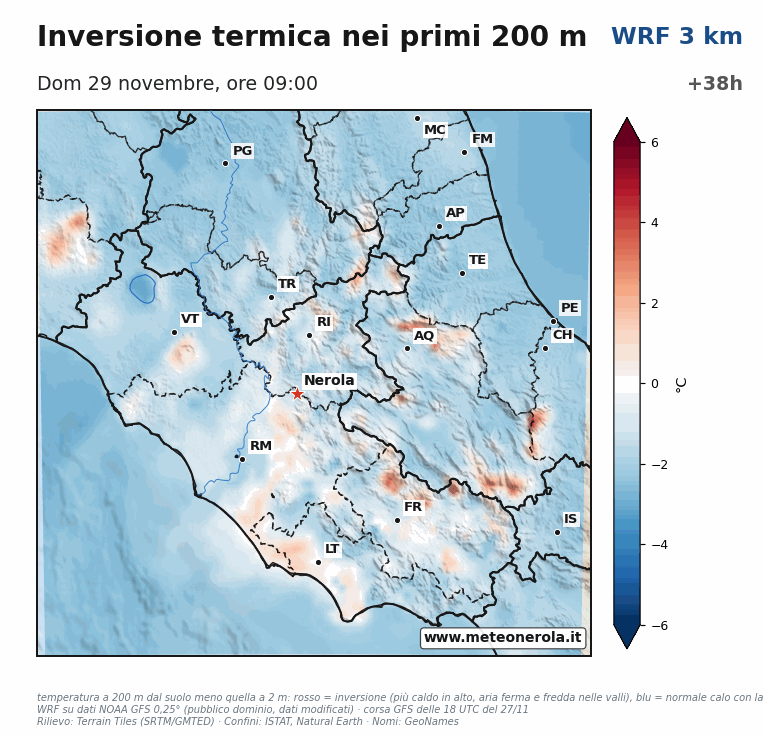 Inversione termica nei primi 200 m WRF 3 km
Dom 29 novembre, ore 09:00 +38h
MC
FM
PG
AP
TE
TR
PE
VT
RI
AQ
CH
Nerola
RM
FR
IS
LT
www.meteonerola.it
6
4
2
0
−2
−4
−6
°C
temperatura a 200 m dal suolo meno quella a 2 m: rosso = inversione (più caldo in alto, aria ferma e fredda nelle valli), blu = normale calo con la
WRF su dati NOAA GFS 0,25° (pubblico dominio, dati modificati) · corsa GFS delle 18 UTC del 27/11
Rilievo: Terrain Tiles (SRTM/GMTED) · Confini: ISTAT, Natural Earth · Nomi: GeoNames